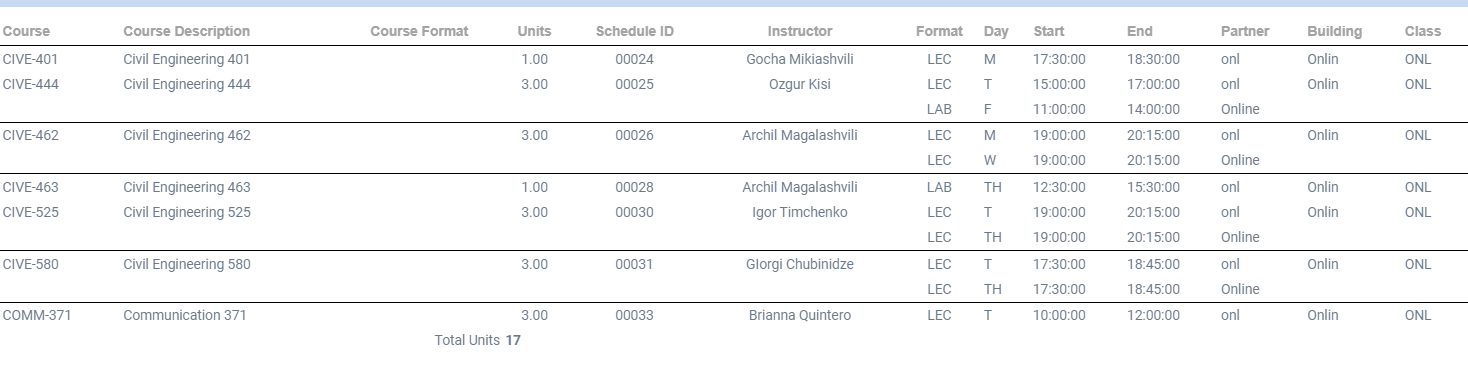 Course Course Description Course Format Units Schedule ID Instructor Format Day Start End Partner Building Class
CIVE-401 Civil Engineering 401 1.00 00024 Gocha Mikiashvili LEC M 17:30:00 18:30:00 onl Onlin ONL
CIVE-444 Civil Engineering 444 3.00 00025 Ozgur Kisi LEC T 15:00:00 17:00:00 onl Onlin ONL
LAB F 11:00:00 14:00:00 Online
CIVE-462 Civil Engineering 462 3.00 00026 Archil Magalashvili LEC M 19:00:00 20:15:00 onl Onlin ONL
LEC W 19:00:00 20:15:00 Online
CIVE-463 Civil Engineering 463 1.00 00028 Archil Magalashvili LAB TH 12:30:00 15:30:00 onl Onlin ONL
CIVE-525 Civil Engineering 525 3.00 00030 Igor Timchenko LEC T 19:00:00 20:15:00 onl Onlin ONL
LEC TH 19:00:00 20:15:00 Online
CIVE-580 Civil Engineering 580 3.00 00031 GIorgi Chubinidze LEC T 17:30:00 18:45:00 onl Onlin ONL
LEC TH 17:30:00 18:45:00 Online
COMM-371 Communication 371 3.00 00033 Brianna Quintero LEC T 10:00:00 12:00:00 onl Onlin ONL
Total Units 17